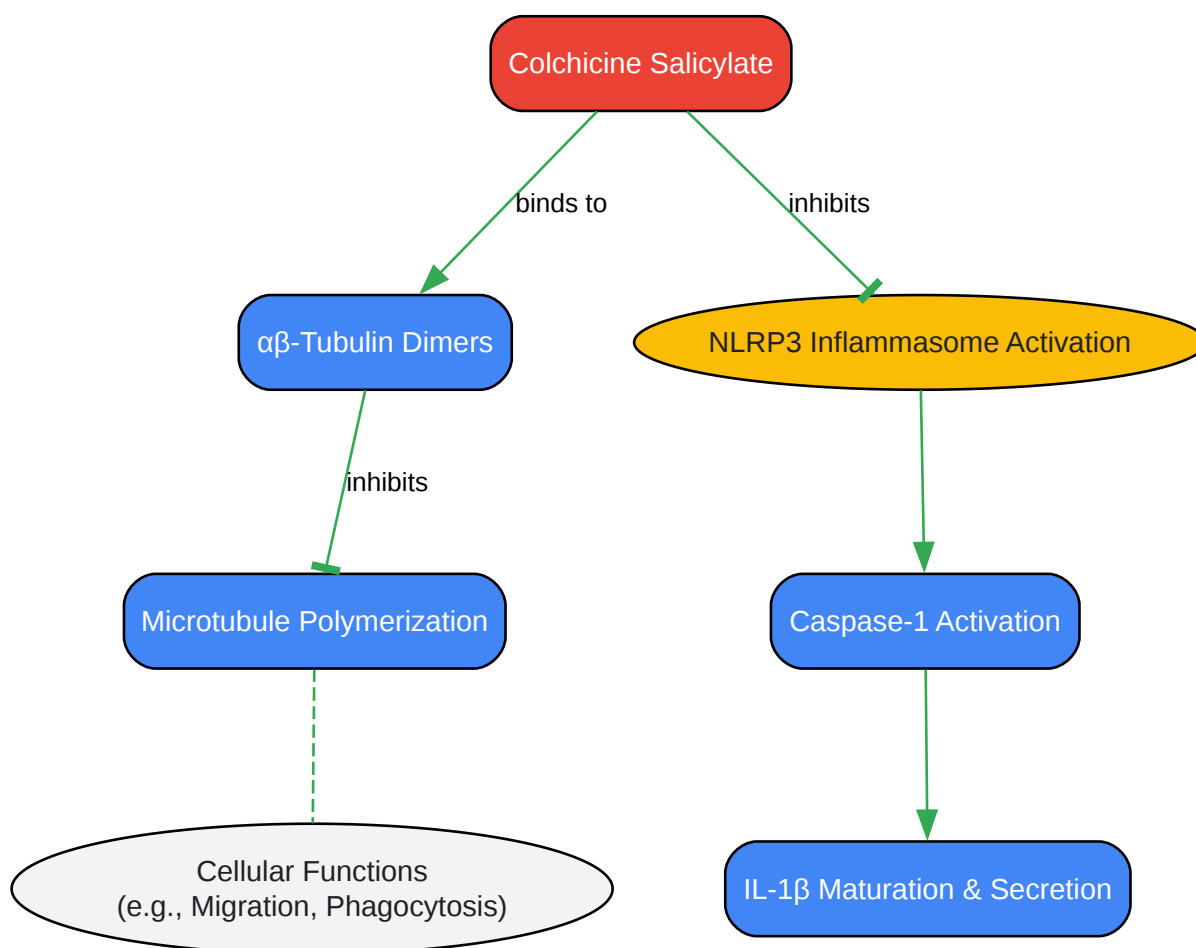 Colchicine Salicylate
binds to
inhibits
αβ-Tubulin Dimers
NLRP3 Inflammasome Activation
inhibits
Microtubule Polymerization
Caspase-1 Activation
Cellular Functions
(e.g., Migration, Phagocytosis)
IL-1β Maturation & Secretion